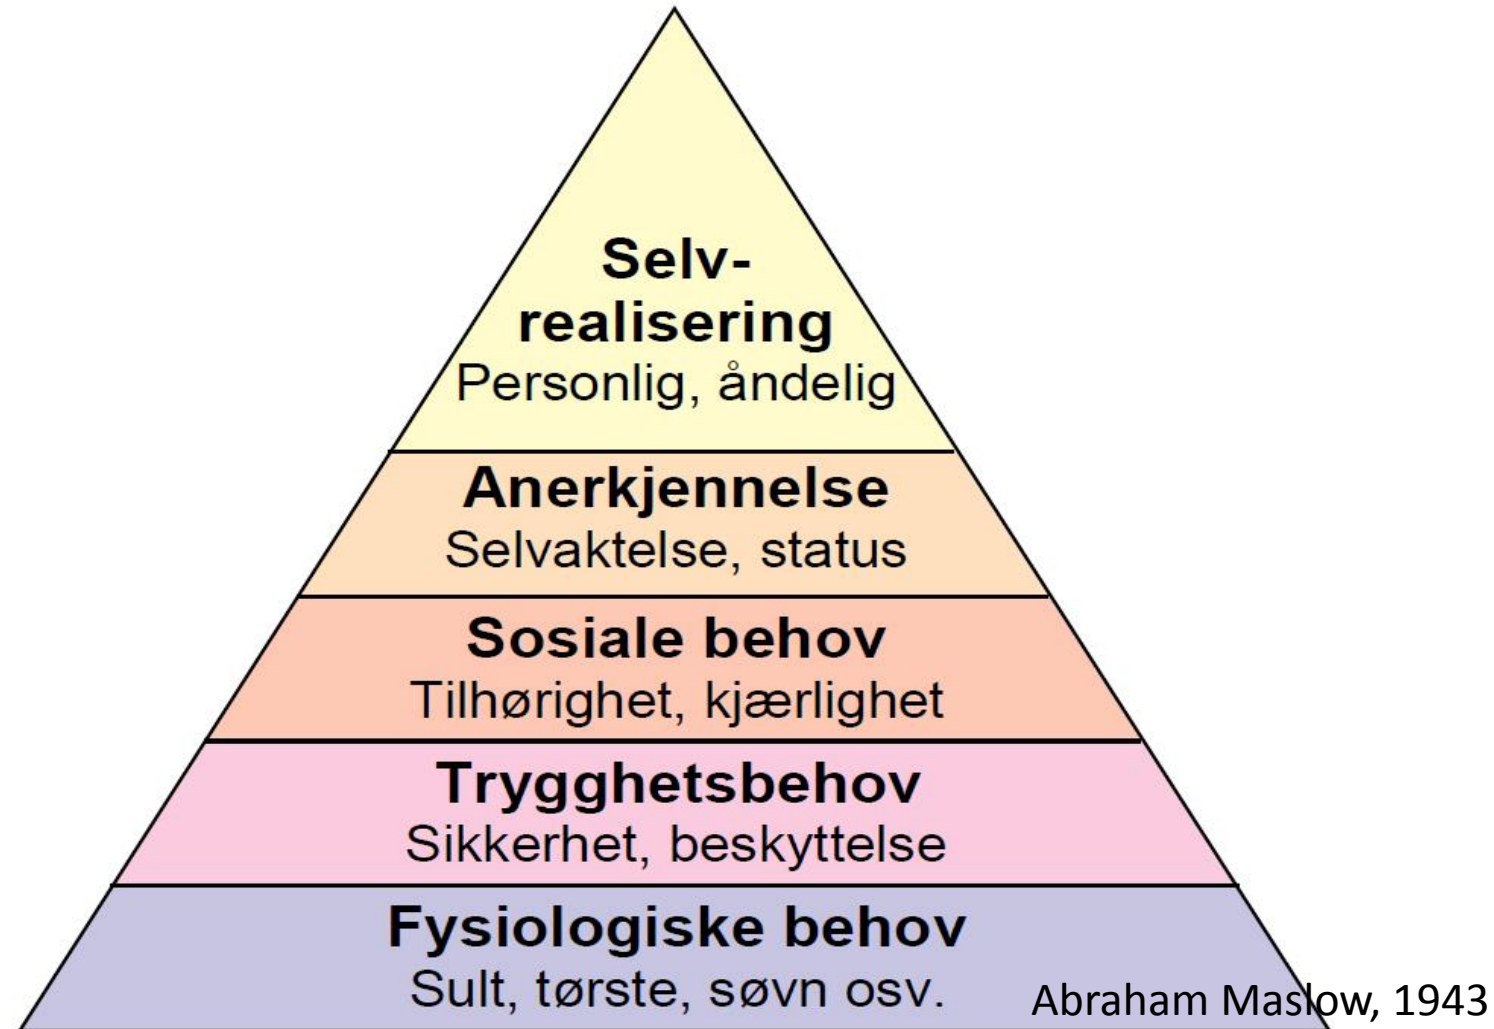 Selv-
realisering
Personlig, åndelig
Anerkjennelse
Selvaktelse, status
Sosiale behov
Tilhørighet, kjærlighet
Trygghetsbehov
Sikkerhet, beskyttelse
Fysiologiske behov
Sult, tørste, søvn osv.
Abraham Maslow, 1943